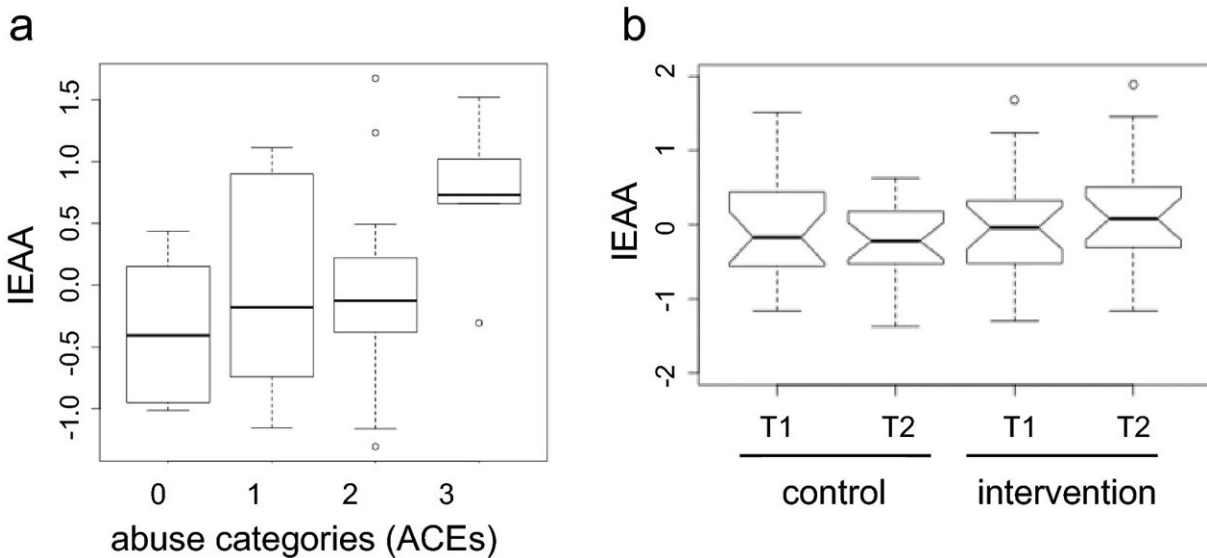 a
IEAA
1.5
1.0
0.5
0.0
-0.5
-1.0
0 1 2 3
abuse categories (ACEs)
b
IEAA
2
1
0
-1
-2
T1 T2 T1 T2
control intervention